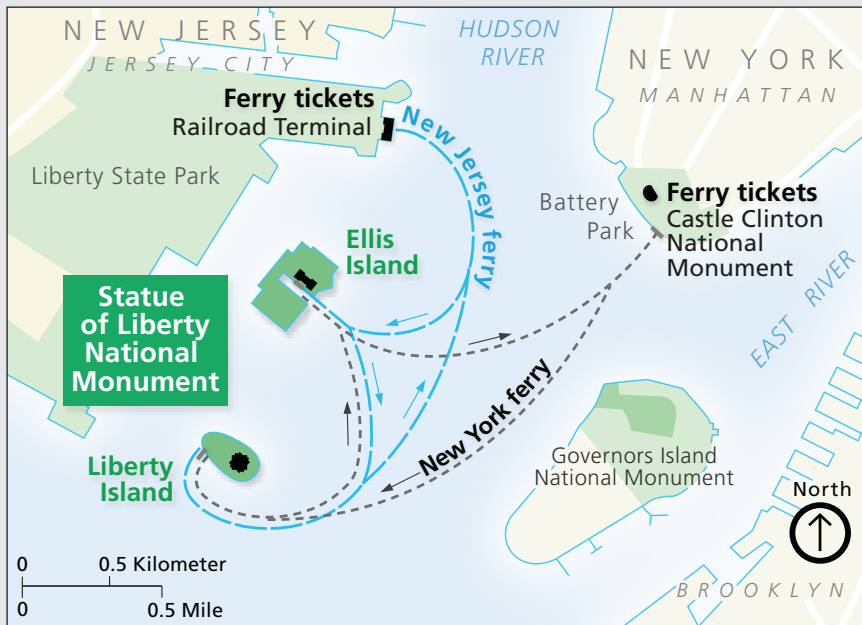 NEW JERSEY
JERSEY CITY
HUDSON
RIVER
NEW YORK
MANHATTAN
Ferry tickets
Railroad Terminal
New Jersey ferry
Liberty State Park
Battery
Park
Ferry tickets
Castle Clinton
National
Monument
Ellis
Island
EAST RIVER
Statue
of Liberty
National
Monument
New York ferry
Liberty
Island
Governors Island
National Monument
North
0 0.5 Kilometer
0 0.5 Mile
BROOKLYN